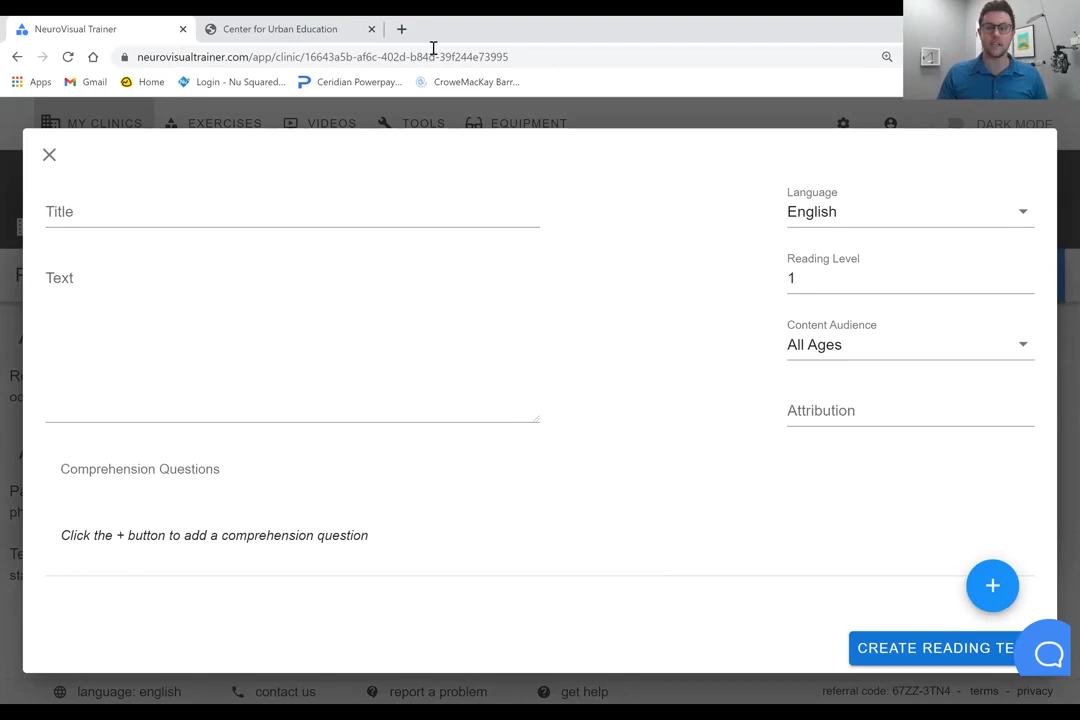 NeuroVisual Trainer
Center for Urban Education
neurovisualtrainer.com/app/clinic/16643a5b-af6c-402d-b84d-39f244e73995
Apps Gmail Home Login - Nu Squared... Ceridian Powerpay... CroweMacKay Barr...
MY CLINICS EXERCISES VIDEOS TOOLS EQUIPMENT DARK MODE
Title
Text
Language
English
Reading Level
1
Content Audience
All Ages
Attribution
Comprehension Questions
Click the + button to add a comprehension question
CREATE READING TE
language: english contact us report a problem get help referral code: 67ZZ-3TN4 - terms - privacy